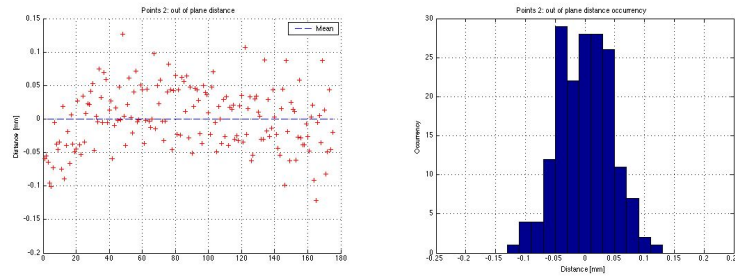 Points 2: out of plane distance
Mean
0.15
0.1
0.05
0
-0.05
-0.1
-0.15
-0.2
Distance [mm]
0 20 40 60 80 100 120 140 160 180
Points 2: out of plane distance occurrency
30
25
20
15
10
5
0
Occurrency
-0.25 -0.2 -0.15 -0.1 -0.05 0 0.05 0.1 0.15 0.2 0.2
Distance [mm]